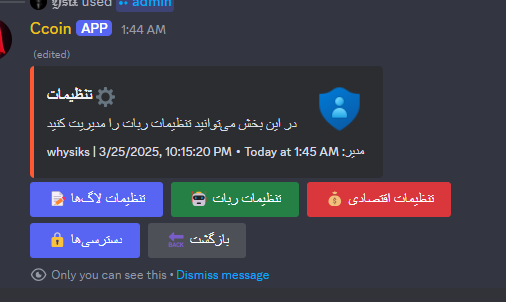 used admin
Ccoin APP 1:44 AM
(edited)
تنظیمات
در این بخش می‌توانید تنظیمات ربات را مدیریت کنید
مدیر: whysiks | 3/25/2025, 10:15:20 PM • Today at 1:45 AM
تنظیمات لاگ‌ها
تنظیمات ربات
تنظیمات اقتصادی
دسترسی‌ها
بازگشت
BACK
Only you can see this • Dismiss message